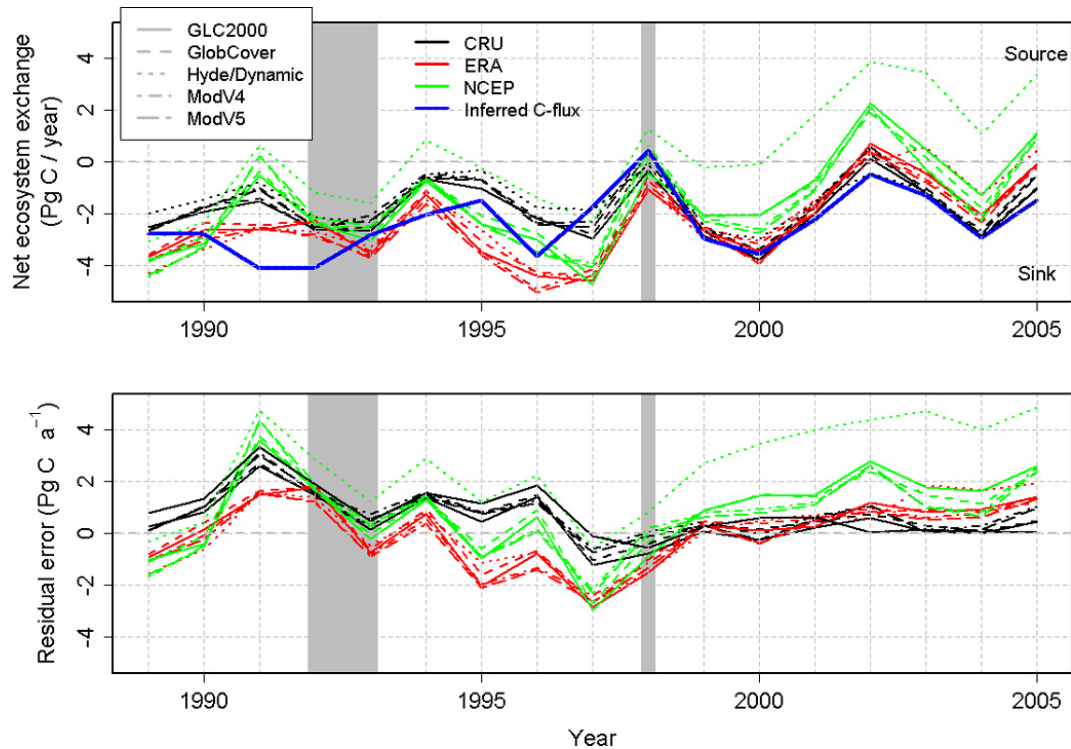 Net ecosystem exchange
(Pg C / year)
4
2
0
-2
-4
GLC2000
GlobCover
Hyde/Dynamic
ModV4
ModV5
CRU
ERA
NCEP
Inferred C-flux
Source
Sink
1990
1995
2000
2005
Residual error (Pg C a⁻¹)
4
2
0
-2
-4
1990
1995
2000
2005
Year